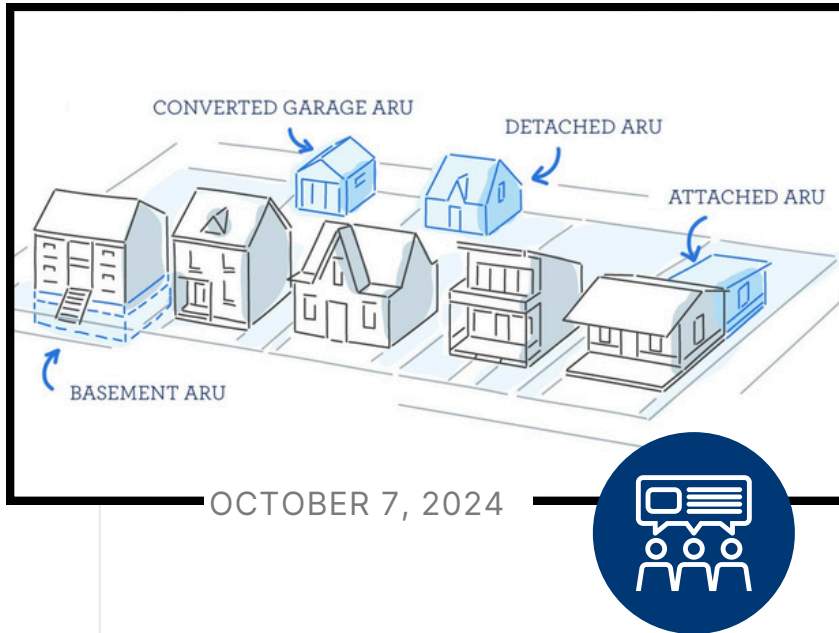 CONVERTED GARAGE ARU
DETACHED ARU
ATTACHED ARU
BASEMENT ARU
OCTOBER 7, 2024